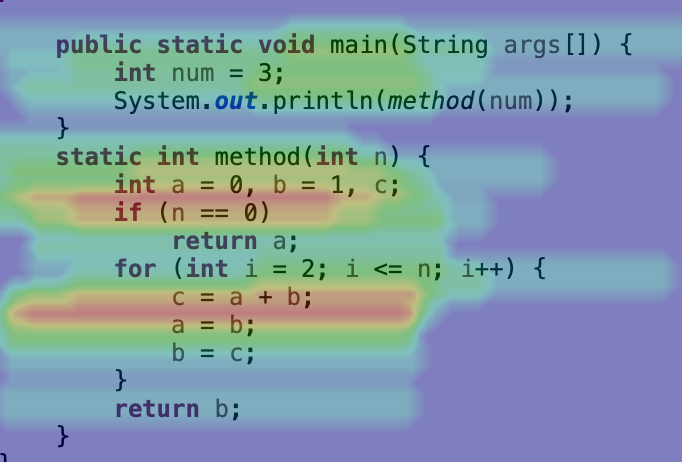 public static void main(String args[]) {
int num = 3;
System.out.println(method(num));
}
static int method(int n) {
int a = 0, b = 1, c;
if (n == 0)
return a;
for (int i = 2; i <= n; i++) {
c = a + b;
a = b;
b = c;
}
return b;
}
}